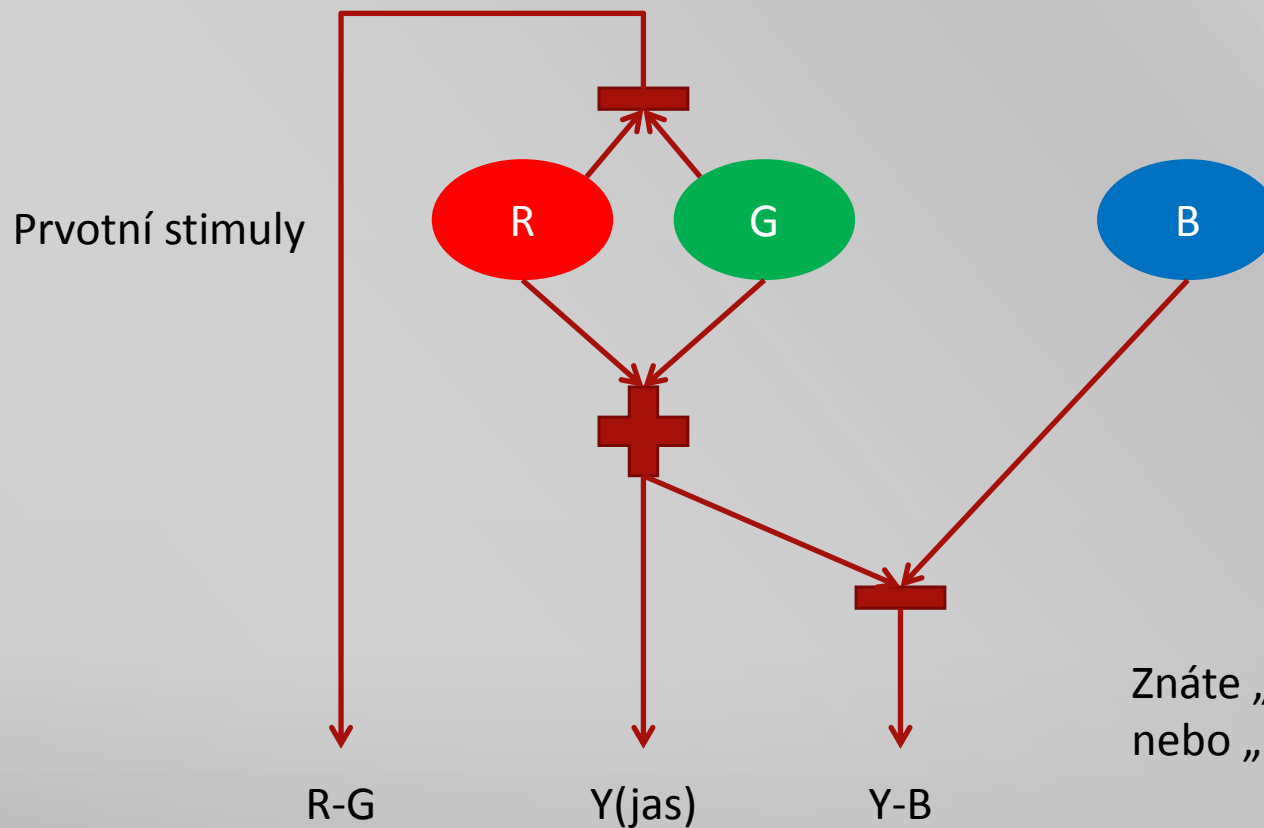 R
G
B
Prvotní stimuly
Znáte „
nebo „
R-G
Y(jas)
Y-B